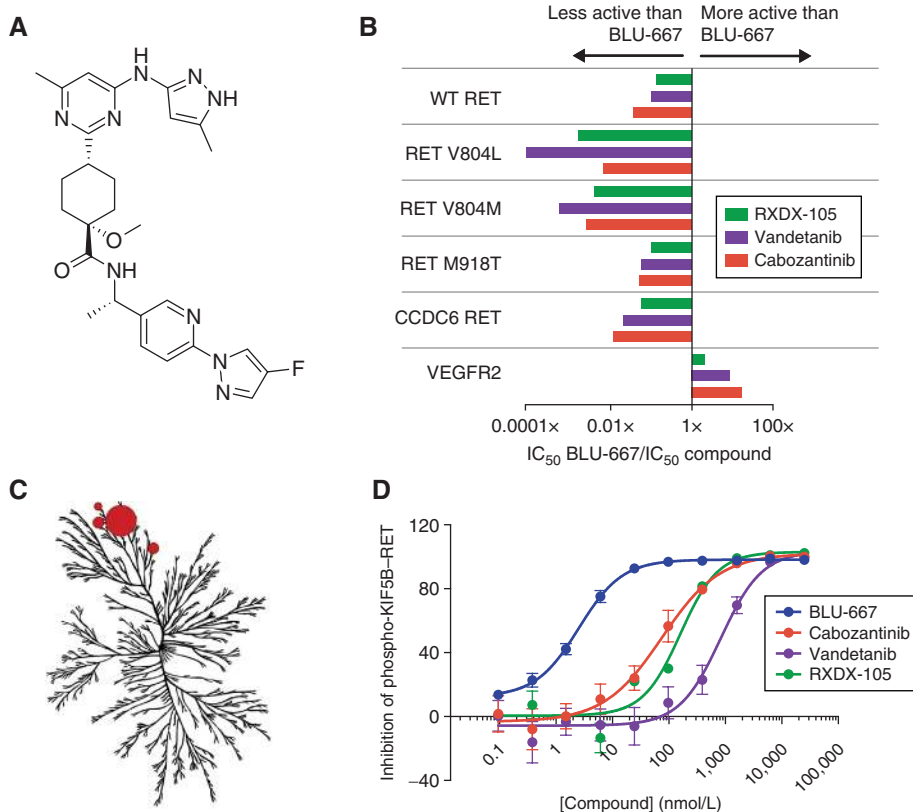 A
H
N
N
NH
N
N
O
O
N
H
N
N
N
F
B
Less active than
BLU-667
More active than
BLU-667
WT RET
RET V804L
RET V804M
RET M918T
CCDC6 RET
VEGFR2
RXDX-105
Vandetanib
Cabozantinib
0.0001×
0.01×
1×
100×
IC50 BLU-667/IC50 compound
C
D
Inhibition of phospho-KIF5B–RET
120
80
40
0
−40
0.1
1
10
100
1,000
10,000
100,000
[Compound] (nmol/L)
BLU-667
Cabozantinib
Vandetanib
RXDX-105